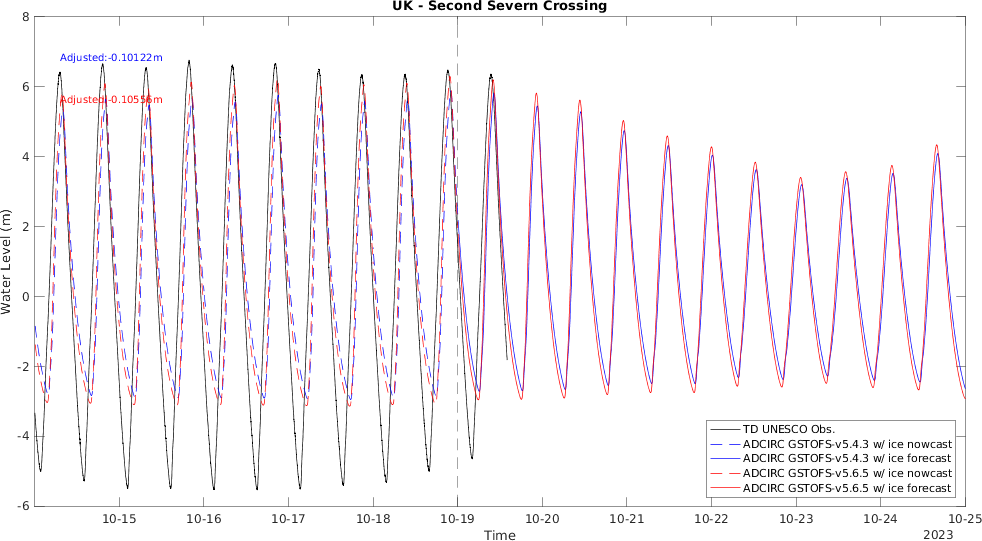 UK - Second Severn Crossing
Adjusted:-0.10122m
Adjusted:-0.10556m
Water Level (m)
8
6
4
2
0
-2
-4
-6
TD UNESCO Obs.
ADCIRC GSTOFS-v5.4.3 w/ ice nowcast
ADCIRC GSTOFS-v5.4.3 w/ ice forecast
ADCIRC GSTOFS-v5.6.5 w/ ice nowcast
ADCIRC GSTOFS-v5.6.5 w/ ice forecast
10-15 10-16 10-17 10-18 10-19 10-20 10-21 10-22 10-23 10-24 10-25
Time
2023